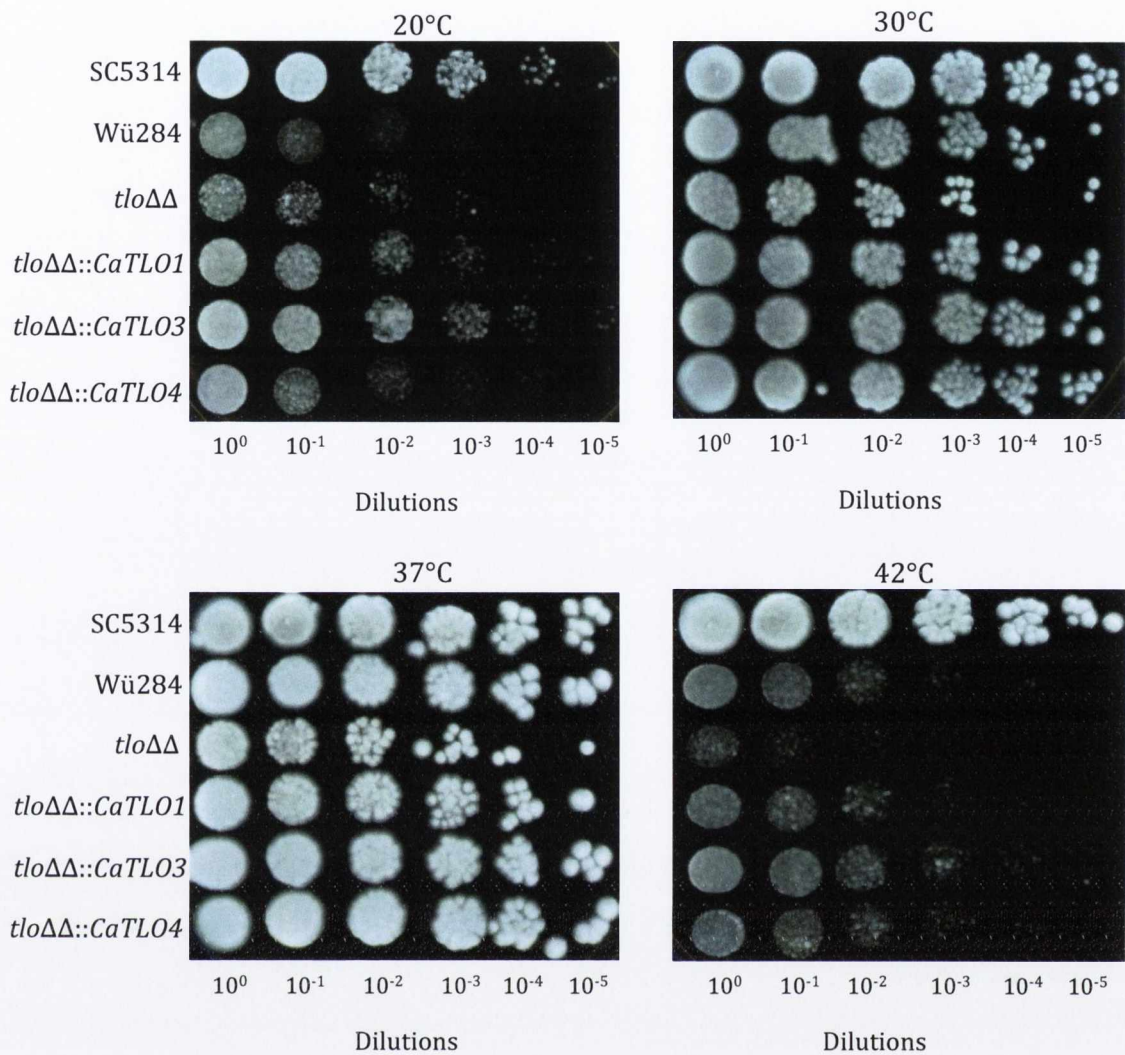 20°C
30°C
SC5314
Wü284
tloΔΔ
tloΔΔ::CaTLO1
tloΔΔ::CaTLO3
tloΔΔ::CaTLO4
10⁰ 10⁻¹ 10⁻² 10⁻³ 10⁻⁴ 10⁻⁵
10⁰ 10⁻¹ 10⁻² 10⁻³ 10⁻⁴ 10⁻⁵
Dilutions
Dilutions
37°C
42°C
SC5314
Wü284
tloΔΔ
tloΔΔ::CaTLO1
tloΔΔ::CaTLO3
tloΔΔ::CaTLO4
10⁰ 10⁻¹ 10⁻² 10⁻³ 10⁻⁴ 10⁻⁵
10⁰ 10⁻¹ 10⁻² 10⁻³ 10⁻⁴ 10⁻⁵
Dilutions
Dilutions